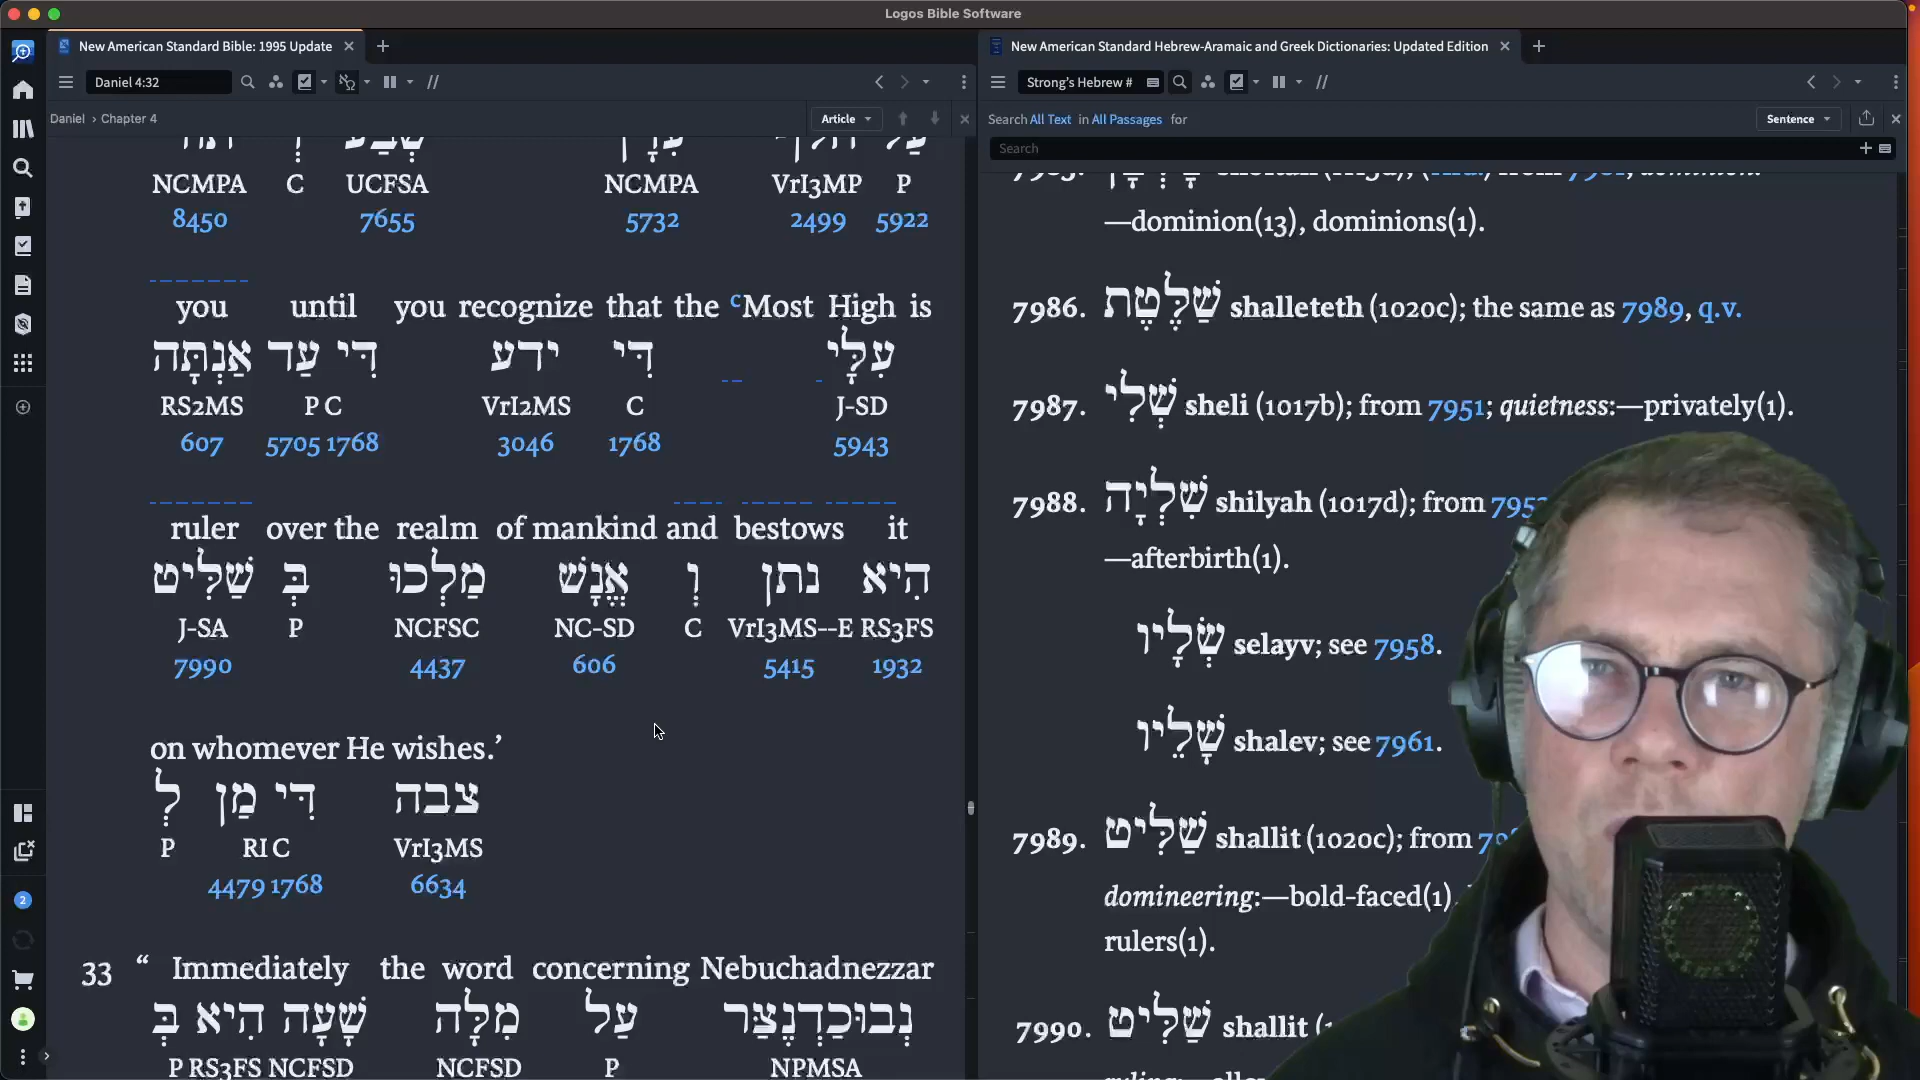 Logos Bible Software
New American Standard Bible: 1995 Update
Daniel 4:32
Daniel › Chapter 4
Article
NCMPA C UCFSA NCMPA VrI3MP P
8450 7655 5732 2499 5922
you until you recognize that the cMost High is
אַנְתָּה עַד דִּי ידע דִּי עִלָּי
RS2MS P C VrI2MS C J-SD
607 5705 1768 3046 1768 5943
ruler over the realm of mankind and bestows it
שַׁלִּיט בְּ מַלְכוּ אֱנָשׁ וְ נתן הִיא
J-SA P NCFSC NC-SD C VrI3MS--E RS3FS
7990 4437 606 5415 1932
on whomever He wishes.’
לְ מַן דִּי צבה
P RI C VrI3MS
4479 1768 6634
33 “ Immediately the word concerning Nebuchadnezzar
בְּ הִיא שָׁעָה מִלָּה עַל נְבוּכַדְנֶצַּר
P RS3FS NCFSD NCFSD P NPMSA
2
New American Standard Hebrew-Aramaic and Greek Dictionaries: Updated Edition
Strong’s Hebrew #
Search All Text in All Passages for
Sentence
Search
—dominion(13), dominions(1).
7986. שַׁלֶּטֶת shalleteth (1020c); the same as 7989, q.v.
7987. שְׁלִי sheli (1017b); from 7951; quietness:—privately(1).
7988. שִׁלְיָה shilyah (1017d); from
—afterbirth(1).
שְׂלָיו selayv; see 7958.
שָׁלֵיו shalev; see 7961.
7989. שַׁלִּיט shallit (1020c); from
domineering:—bold-faced(1)
rulers(1).
7990. שַׁלִּיט shallit